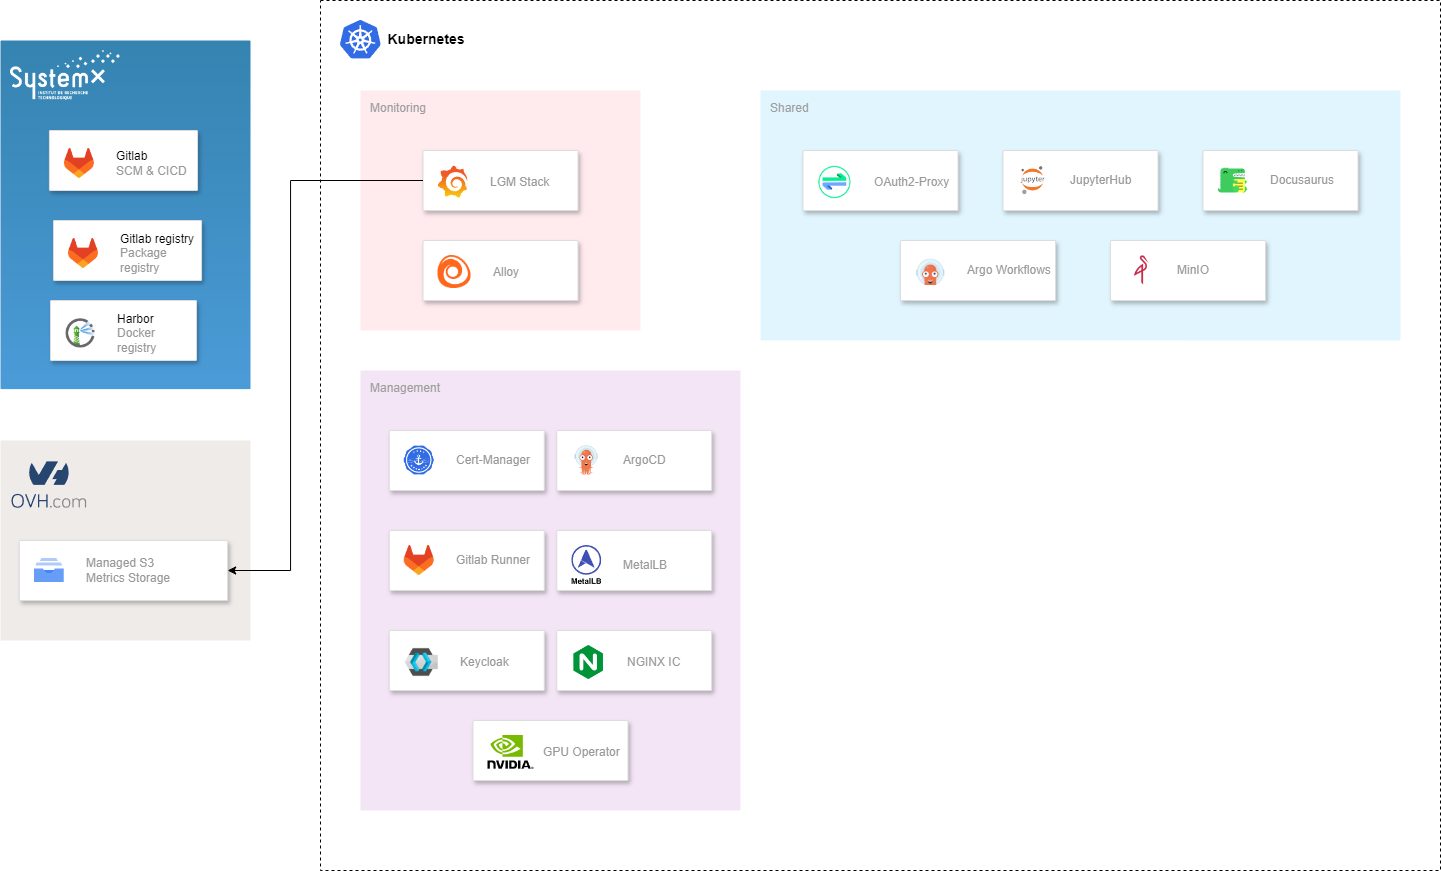 Kubernetes
SystemX
INSTITUT DE RECHERCHE
TECHNOLOGIQUE
Gitlab
SCM & CICD
Gitlab registry
Package
registry
Harbor
Docker
registry
OVH.com
Managed S3
Metrics Storage
Monitoring
LGM Stack
Alloy
Shared
OAuth2-Proxy
jupyter
JupyterHub
Docusaurus
Argo Workflows
MinIO
Management
Cert-Manager
ArgoCD
Gitlab Runner
MetalLB
MetalLB
Keycloak
N
NGINX IC
NVIDIA.
GPU Operator